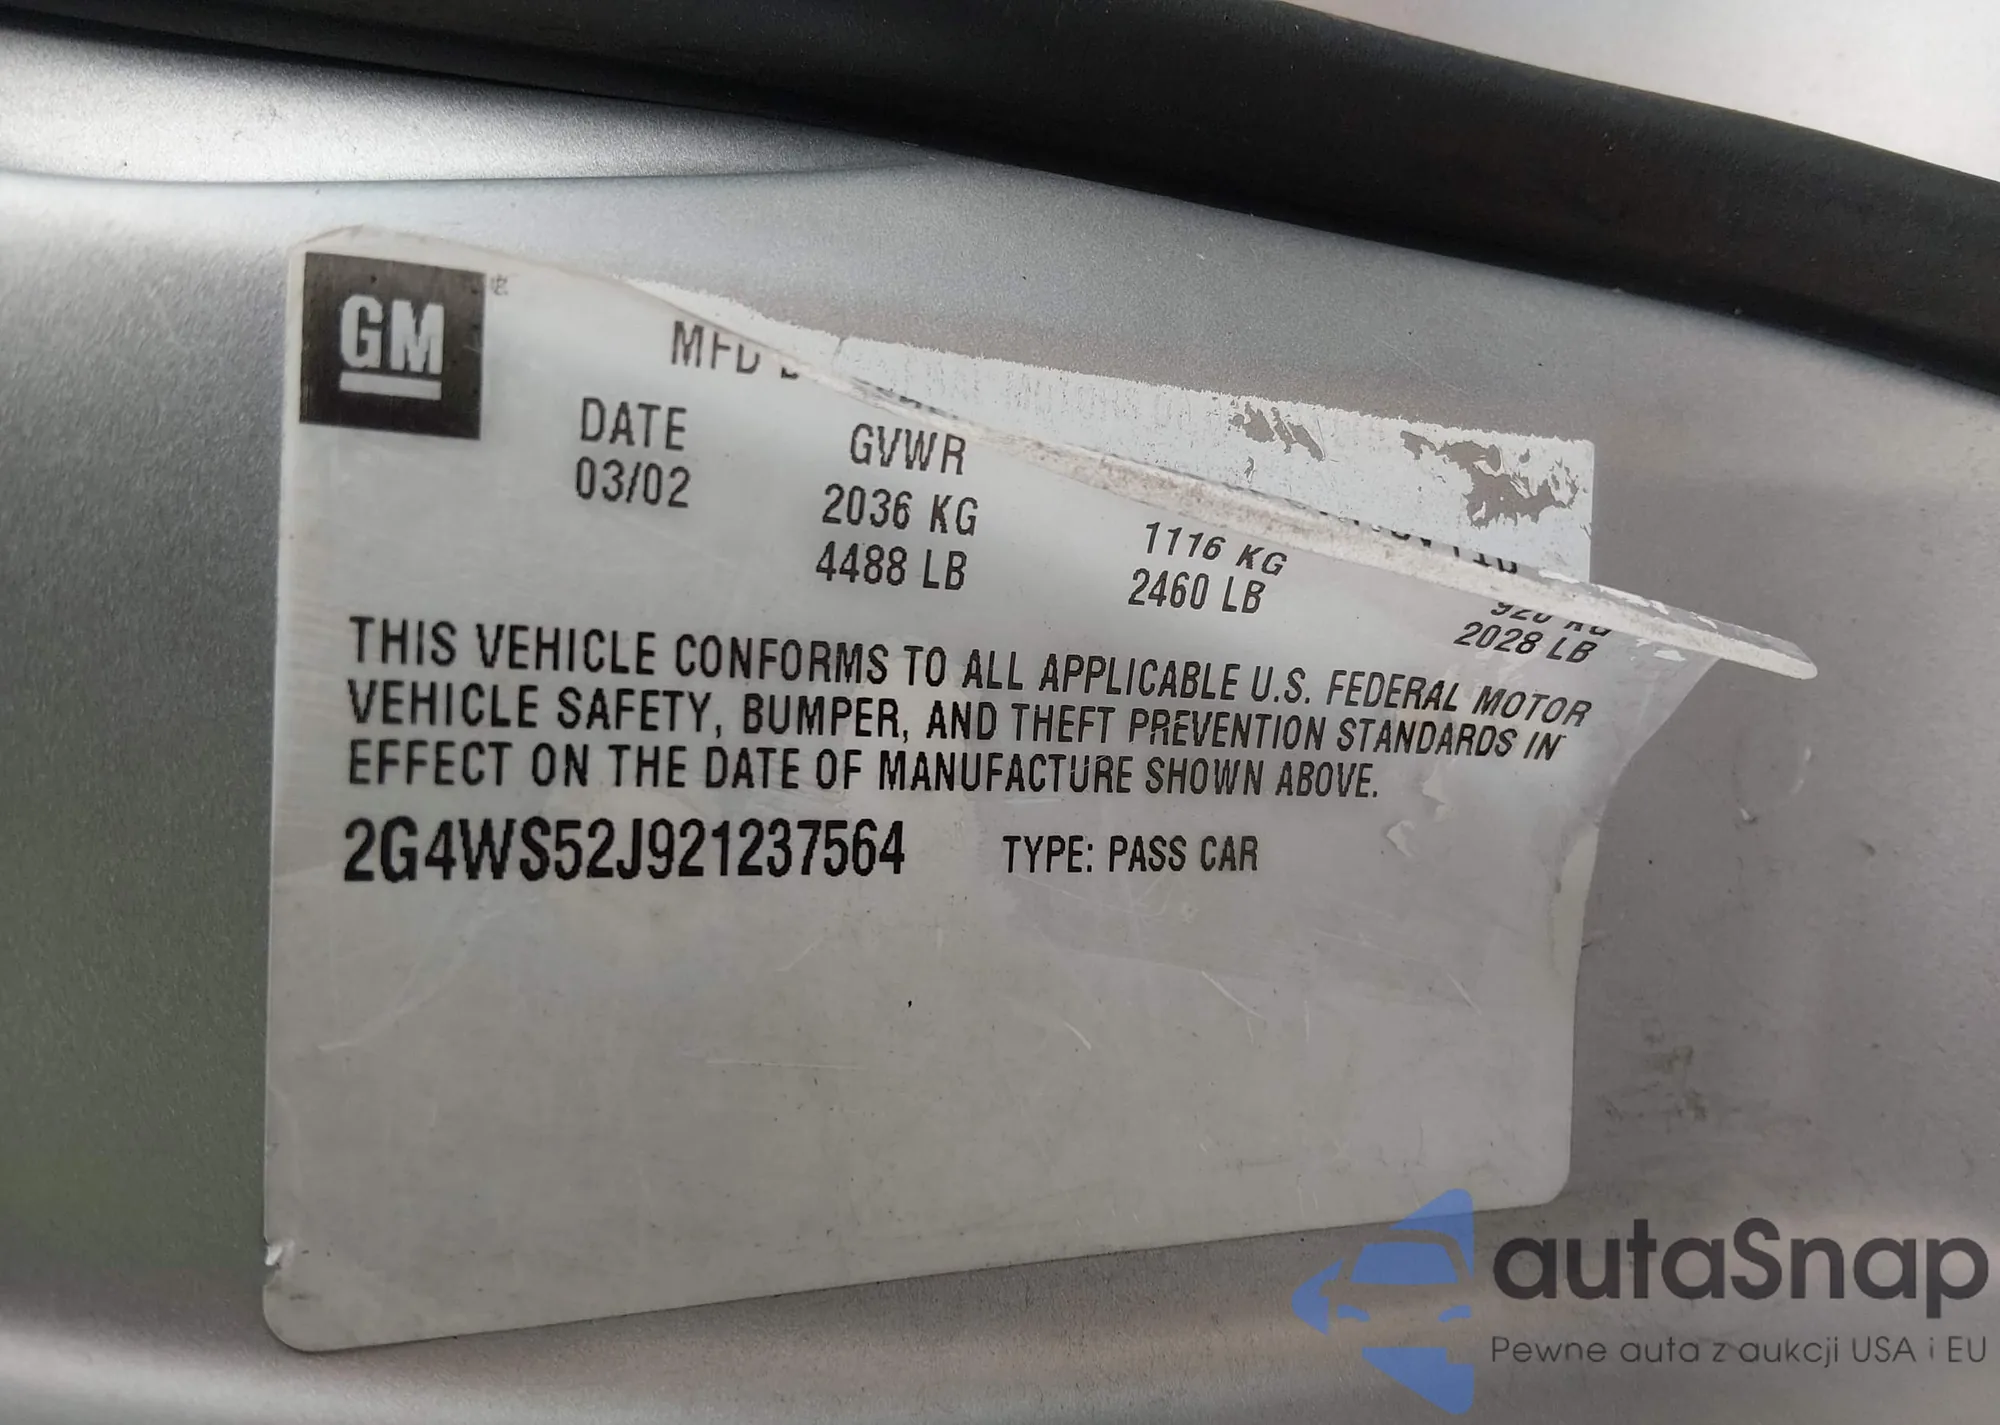 GM
MFD
DATE GVWR
03/02 2036 KG 1116 KG
4488 LB 2460 LB 2028 LB
THIS VEHICLE CONFORMS TO ALL APPLICABLE U.S. FEDERAL MOTOR
VEHICLE SAFETY, BUMPER, AND THEFT PREVENTION STANDARDS IN
EFFECT ON THE DATE OF MANUFACTURE SHOWN ABOVE.
2G4WS52J921237564 TYPE: PASS CAR
autaSnap
Pewne auta z aukcji USA i EU